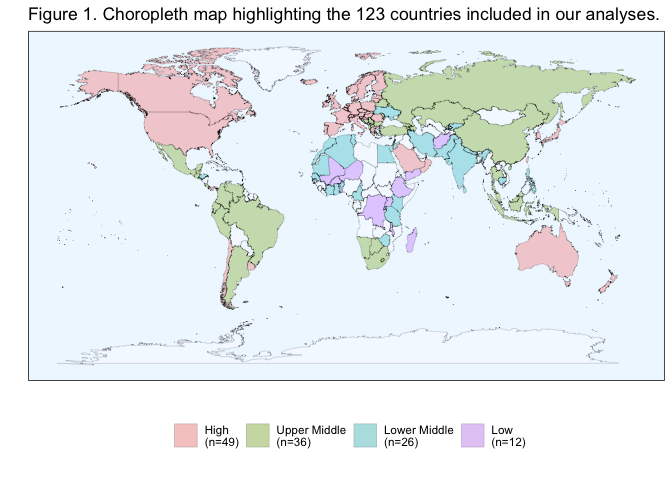 Figure 1. Choropleth map highlighting the 123 countries included in our analyses.
High
(n=49)
Upper Middle
(n=36)
Lower Middle
(n=26)
Low
(n=12)